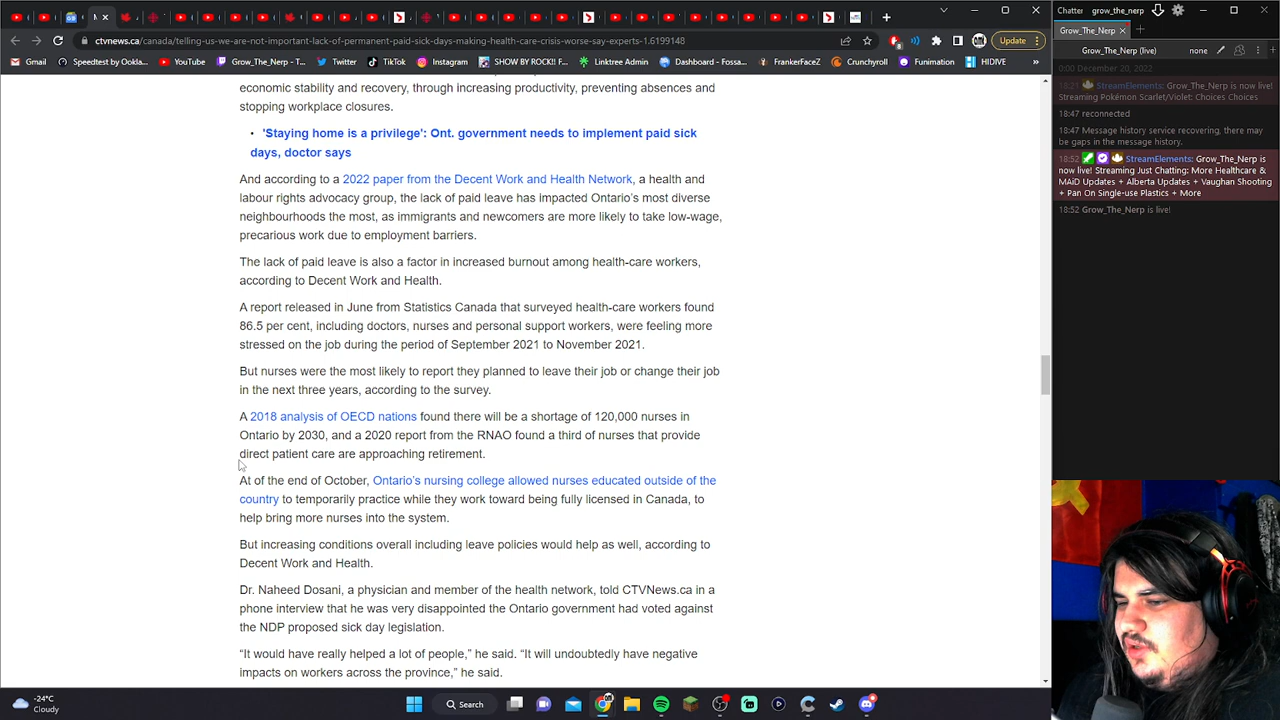 ctvnews.ca/canada/telling-us-we-are-not-important-lack-of-permanent-paid-sick-days-making-health-care-crisis-worse-say-experts-1.6199148
Update
Gmail Speedtest by Ookla... YouTube Grow_The_Nerp - T... Twitter TikTok Instagram SHOW BY ROCK!! F... Linktree Admin Dashboard - Fossa... FrankerFaceZ Crunchyroll Funimation HIDIVE »
economic stability and recovery, through increasing productivity, preventing absences and
stopping workplace closures.
• 'Staying home is a privilege': Ont. government needs to implement paid sick
days, doctor says
And according to a 2022 paper from the Decent Work and Health Network, a health and
labour rights advocacy group, the lack of paid leave has impacted Ontario's most diverse
neighbourhoods the most, as immigrants and newcomers are more likely to take low-wage,
precarious work due to employment barriers.
The lack of paid leave is also a factor in increased burnout among health-care workers,
according to Decent Work and Health.
A report released in June from Statistics Canada that surveyed health-care workers found
86.5 per cent, including doctors, nurses and personal support workers, were feeling more
stressed on the job during the period of September 2021 to November 2021.
But nurses were the most likely to report they planned to leave their job or change their job
in the next three years, according to the survey.
A 2018 analysis of OECD nations found there will be a shortage of 120,000 nurses in
Ontario by 2030, and a 2020 report from the RNAO found a third of nurses that provide
direct patient care are approaching retirement.
At of the end of October, Ontario's nursing college allowed nurses educated outside of the
country to temporarily practice while they work toward being fully licensed in Canada, to
help bring more nurses into the system.
But increasing conditions overall including leave policies would help as well, according to
Decent Work and Health.
Dr. Naheed Dosani, a physician and member of the health network, told CTVNews.ca in a
phone interview that he was very disappointed the Ontario government had voted against
the NDP proposed sick day legislation.
“It would have really helped a lot of people,” he said. “It will undoubtedly have negative
impacts on workers across the province,” he said.
Chatter grow_the_nerp
Grow_The_Nerp
Grow_The_Nerp (live) none
0:00 December 20, 2022
18:21 StreamElements: Grow_The_Nerp is now live!
Streaming Pokémon Scarlet/Violet: Choices Choices
18:47 reconnected
18:47 Message history service recovering, there may
be gaps in the message history.
18:52 StreamElements: Grow_The_Nerp is
now live! Streaming Just Chatting: More Healthcare &
MAiD Updates + Alberta Updates + Vaughan Shooting
+ Pan On Single-use Plastics + More
18:52 Grow_The_Nerp is live!
-24°C
Cloudy
Search